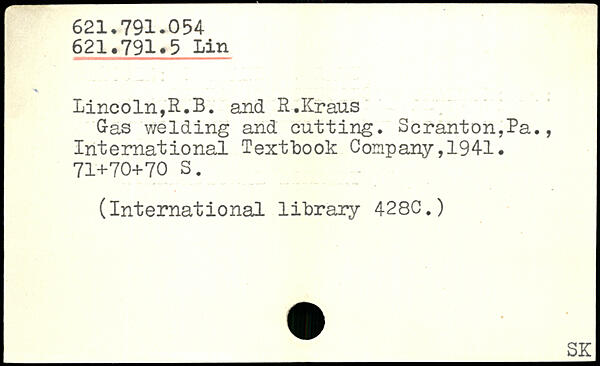 621.791.054
621.791.5 Lin
Lincoln,R.B. and R.Kraus
Gas welding and cutting. Scranton,Pa.,
International Textbook Company,1941.
71+70+70 S.
(International library 428C.)
SK